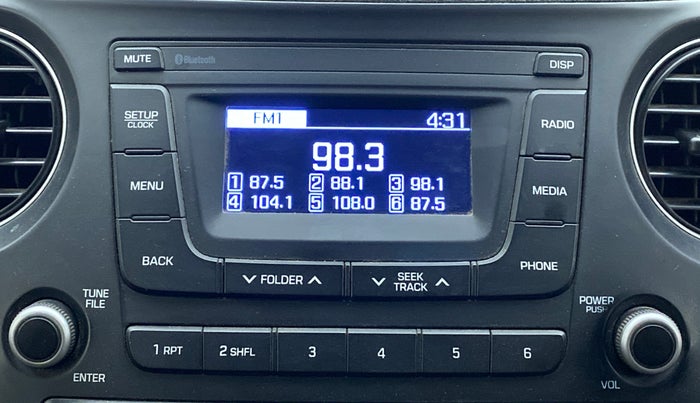 MUTE Bluetooth DISP
SETUP
CLOCK
FM1 4:31
RADIO
98.3
MENU
1 87.5 2 88.1 3 98.1
4 104.1 5 108.0 6 87.5
MEDIA
BACK
FOLDER
SEEK
TRACK
PHONE
TUNE
FILE
POWER
PUSH
1 RPT 2 SHFL 3 4 5 6
ENTER
VOL